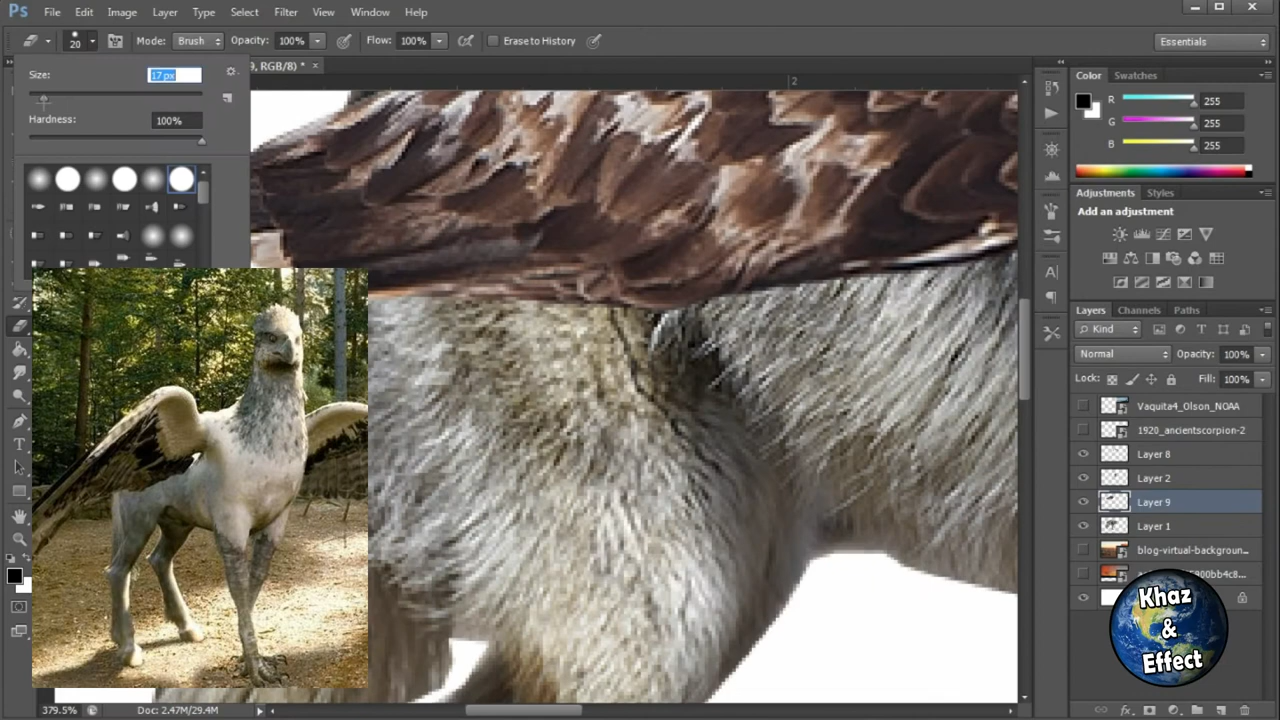 Ps File Edit Image Layer Type Select Filter View Window Help
20 Mode: Brush Opacity: 100% Flow: 100% Erase to History Essentials
Size: 17 px
9, RGB/8) * ×
Hardness: 100%
2
Color Swatches
R 255
G 255
B 255
Adjustments Styles
Add an adjustment
Layers Channels Paths
Kind
Normal Opacity: 100%
Lock: Fill: 100%
Vaquita4_Olson_NOAA
1920_ancientscorpion-2
Layer 8
Layer 2
Layer 9
Layer 1
blog-virtual-backgroun...
Khaz
&
Effect
379.5% Doc: 2.47M/29.4M